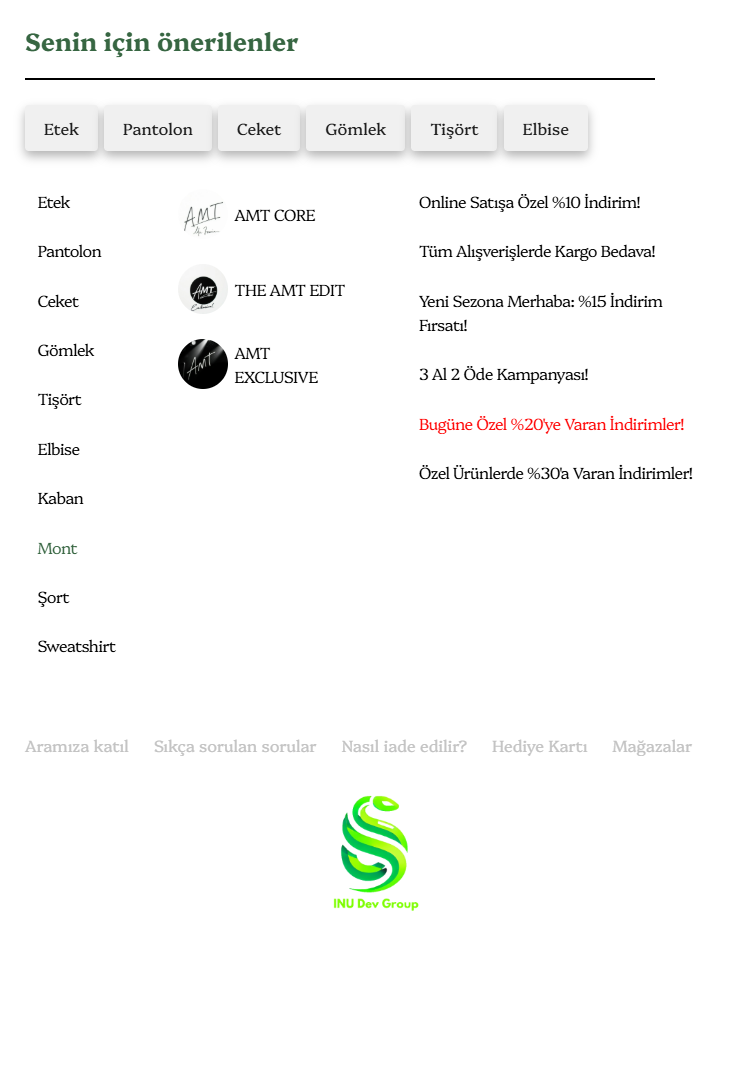 Senin için önerilenler
Etek
Pantolon
Ceket
Gömlek
Tişört
Elbise
Etek
Pantolon
Ceket
Gömlek
Tişört
Elbise
Kaban
Mont
Şort
Sweatshirt
AMT
AMT CORE
AMT
THE AMT EDIT
AMT
AMT
EXCLUSIVE
Online Satışa Özel %10 İndirim!
Tüm Alışverişlerde Kargo Bedava!
Yeni Sezona Merhaba: %15 İndirim
Fırsatı!
3 Al 2 Öde Kampanyası!
Bugüne Özel %20'ye Varan İndirimler!
Özel Ürünlerde %30'a Varan İndirimler!
Aramıza katıl
Sıkça sorulan sorular
Nasıl iade edilir?
Hediye Kartı
Mağazalar
INU Dev Group